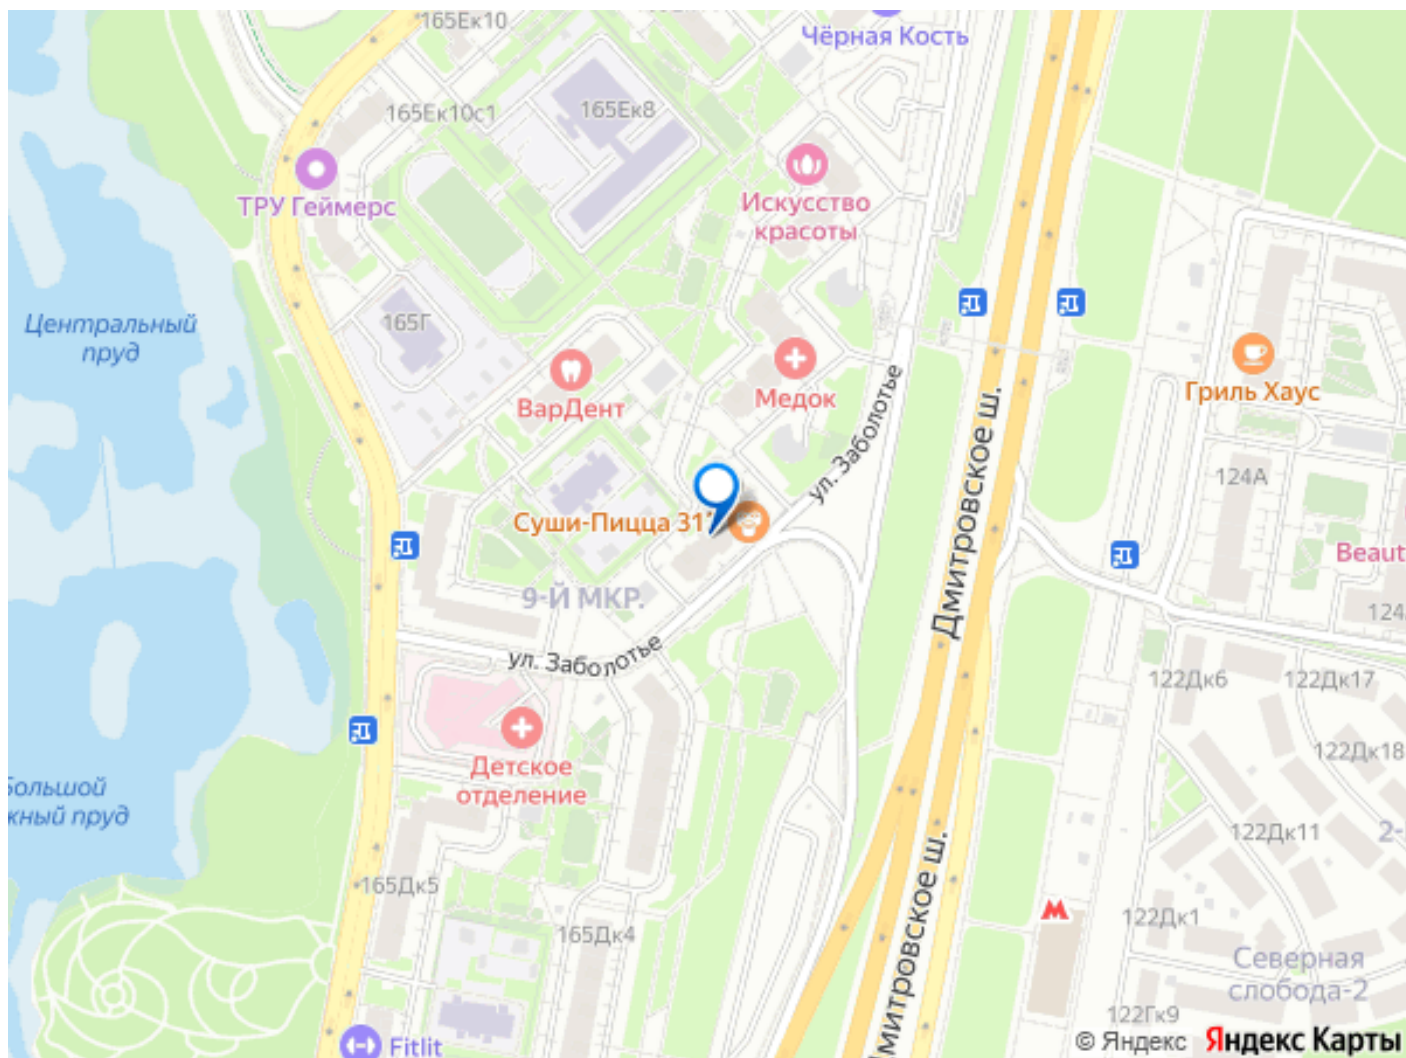 165Ек10
Чёрная Кость
165Ек10с1
165Ек8
ТРУ Геймерс
Искусство
красоты
Центральный
пруд
165Г
ВарДент
Медок
ул. Заболотье
Гриль Хаус
124А
Суши-Пицца 31
Дмитровское ш.
Beaut
9-Й МКР.
124
ул. Заболотье
122Дк6
122Дк17
122Дк18
Детское
отделение
Большой
жный пруд
122Дк11
2-
165Дк5
Дмитровское ш.
М
122Дк1
165Дк4
Северная
слобода-2
122Гк9
Fitlit
© Яндекс Яндекс Карты